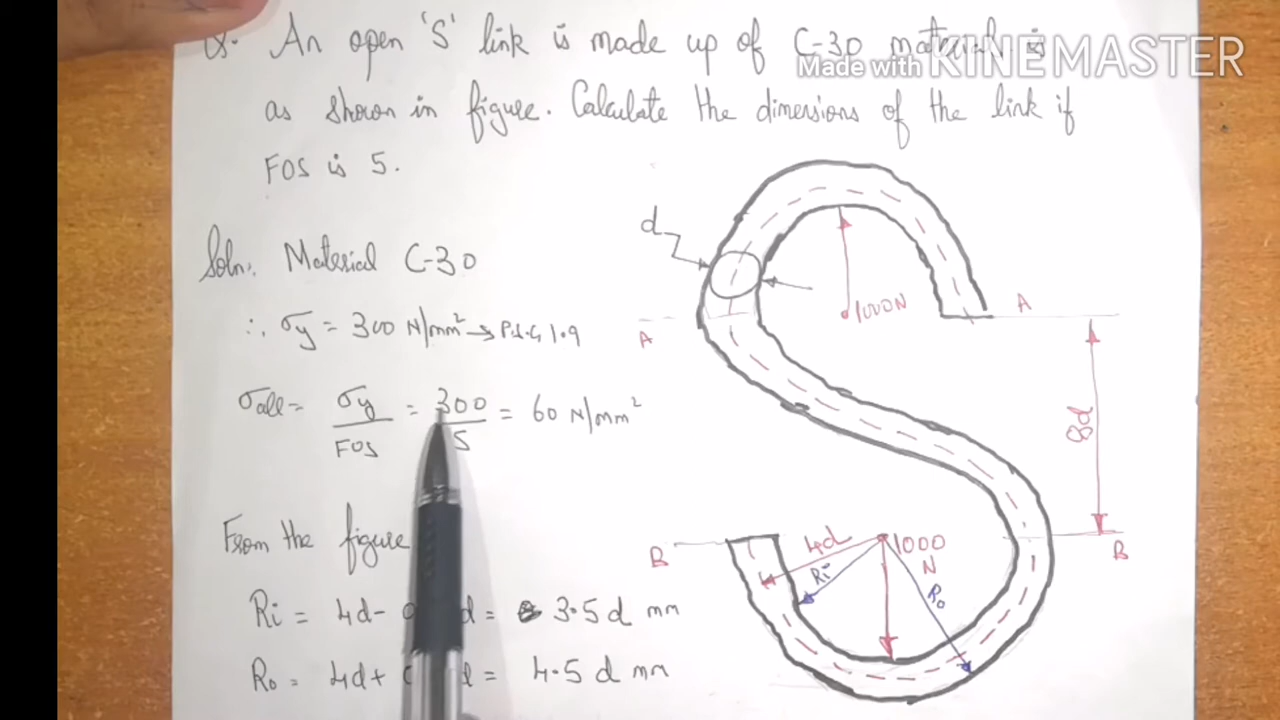 Q. An open 'S' link is made up of C-30 material is
Made with KINEMASTER
as shown in figure. Calculate the dimensions of the link if
FOS is 5.
Soln: Material C-30
∴ σy = 300 N/mm² → P.S.G 1.9
σall = σy/FOS = 300/5 = 60 N/mm²
From the figure
Ri = 4d- d = 3.5 d mm
Ro = 4d+ d = 4.5 d mm
d
1000N
A
A
8d
B
4d
Ri
1000
N
Ro
B